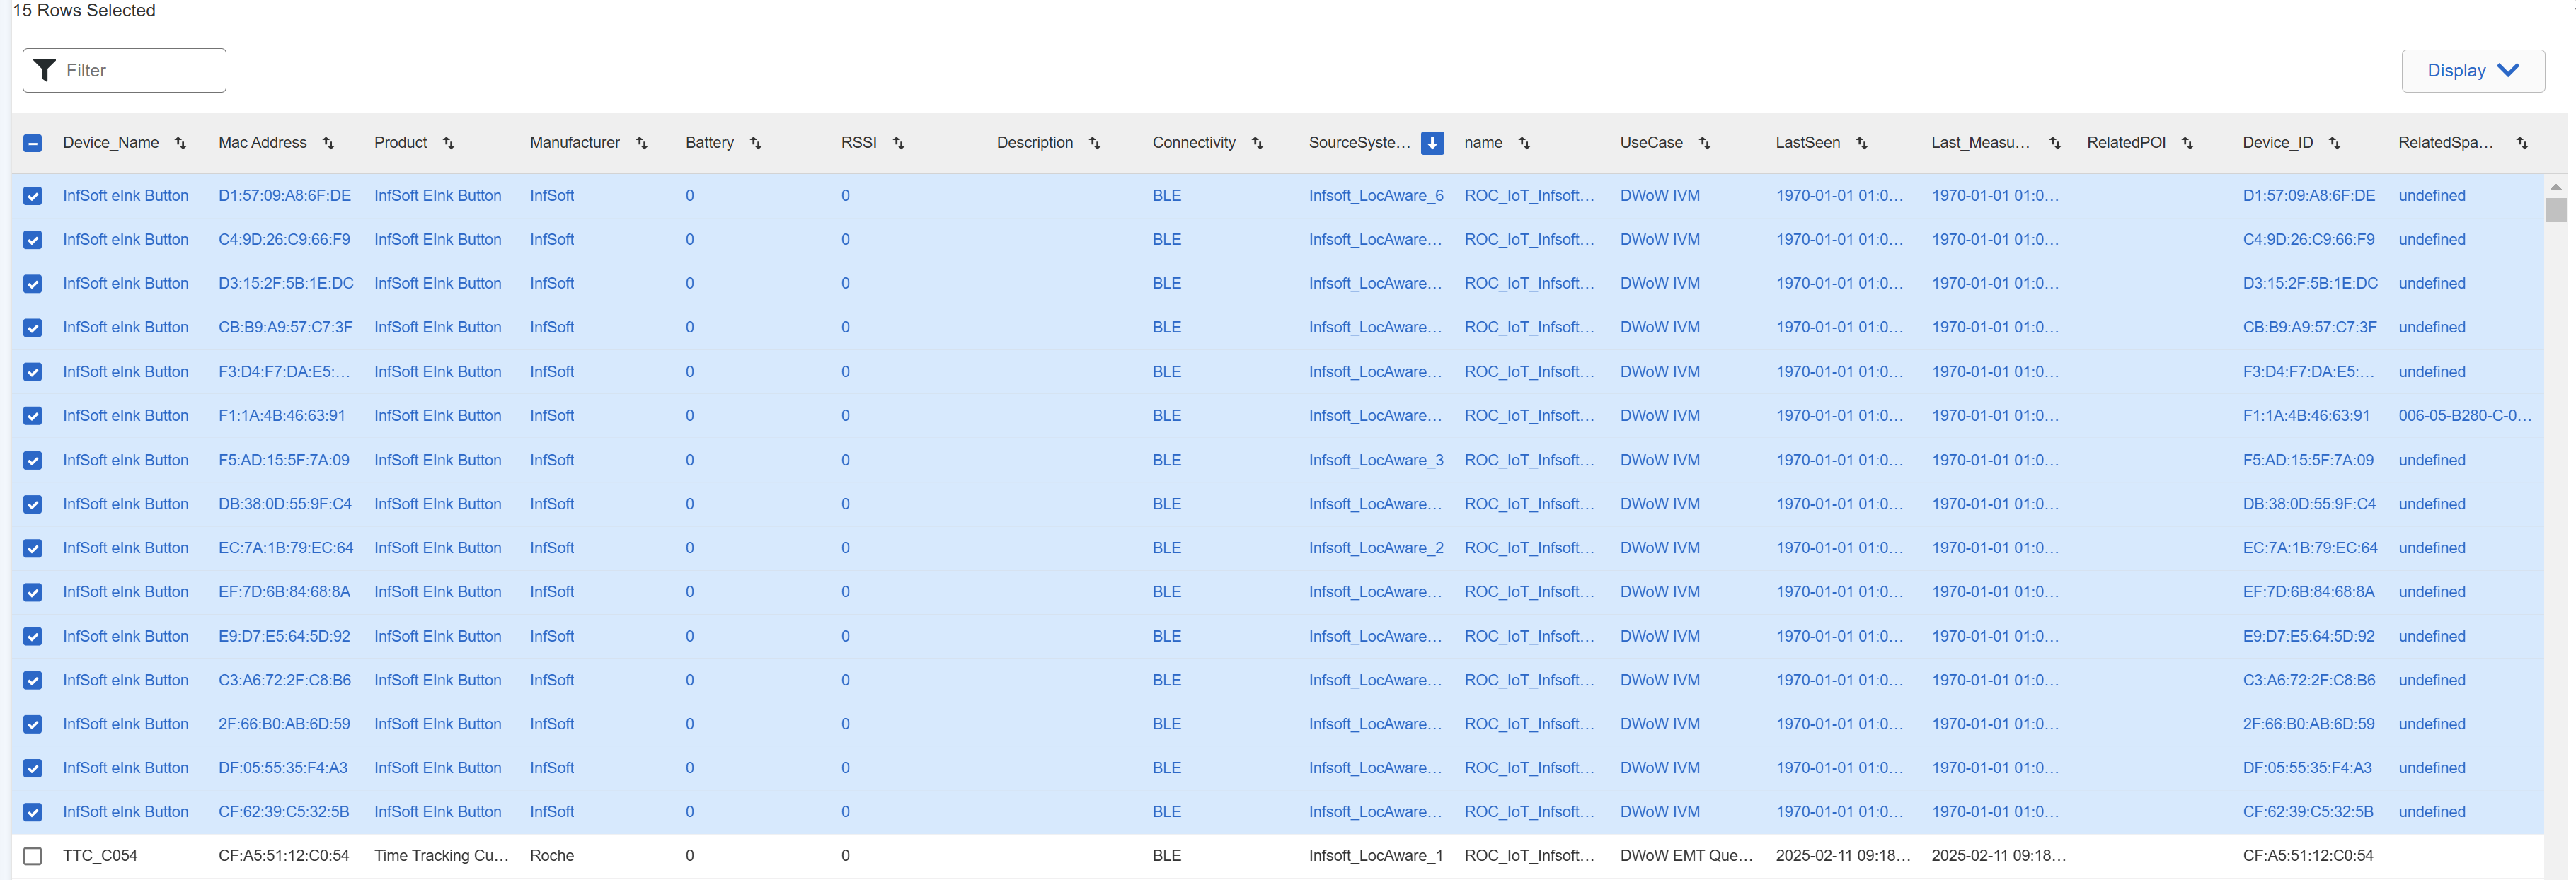 15 Rows Selected
Filter
Display
Device_Name Mac Address Product Manufacturer Battery RSSI Description Connectivity SourceSyste... name UseCase LastSeen Last_Measu... RelatedPOI Device_ID RelatedSpa...
InfSoft eInk Button D1:57:09:A8:6F:DE InfSoft EInk Button InfSoft 0 0 BLE Infsoft_LocAware_6 ROC_IoT_Infsoft... DWoW IVM 1970-01-01 01:0... 1970-01-01 01:0... D1:57:09:A8:6F:DE undefined
InfSoft eInk Button C4:9D:26:C9:66:F9 InfSoft EInk Button InfSoft 0 0 BLE Infsoft_LocAware... ROC_IoT_Infsoft... DWoW IVM 1970-01-01 01:0... 1970-01-01 01:0... C4:9D:26:C9:66:F9 undefined
InfSoft eInk Button D3:15:2F:5B:1E:DC InfSoft EInk Button InfSoft 0 0 BLE Infsoft_LocAware... ROC_IoT_Infsoft... DWoW IVM 1970-01-01 01:0... 1970-01-01 01:0... D3:15:2F:5B:1E:DC undefined
InfSoft eInk Button CB:B9:A9:57:C7:3F InfSoft EInk Button InfSoft 0 0 BLE Infsoft_LocAware... ROC_IoT_Infsoft... DWoW IVM 1970-01-01 01:0... 1970-01-01 01:0... CB:B9:A9:57:C7:3F undefined
InfSoft eInk Button F3:D4:F7:DA:E5:... InfSoft EInk Button InfSoft 0 0 BLE Infsoft_LocAware... ROC_IoT_Infsoft... DWoW IVM 1970-01-01 01:0... 1970-01-01 01:0... F3:D4:F7:DA:E5:... undefined
InfSoft eInk Button F1:1A:4B:46:63:91 InfSoft EInk Button InfSoft 0 0 BLE Infsoft_LocAware... ROC_IoT_Infsoft... DWoW IVM 1970-01-01 01:0... 1970-01-01 01:0... F1:1A:4B:46:63:91 006-05-B280-C-0...
InfSoft eInk Button F5:AD:15:5F:7A:09 InfSoft EInk Button InfSoft 0 0 BLE Infsoft_LocAware_3 ROC_IoT_Infsoft... DWoW IVM 1970-01-01 01:0... 1970-01-01 01:0... F5:AD:15:5F:7A:09 undefined
InfSoft eInk Button DB:38:0D:55:9F:C4 InfSoft EInk Button InfSoft 0 0 BLE Infsoft_LocAware... ROC_IoT_Infsoft... DWoW IVM 1970-01-01 01:0... 1970-01-01 01:0... DB:38:0D:55:9F:C4 undefined
InfSoft eInk Button EC:7A:1B:79:EC:64 InfSoft EInk Button InfSoft 0 0 BLE Infsoft_LocAware_2 ROC_IoT_Infsoft... DWoW IVM 1970-01-01 01:0... 1970-01-01 01:0... EC:7A:1B:79:EC:64 undefined
InfSoft eInk Button EF:7D:6B:84:68:8A InfSoft EInk Button InfSoft 0 0 BLE Infsoft_LocAware... ROC_IoT_Infsoft... DWoW IVM 1970-01-01 01:0... 1970-01-01 01:0... EF:7D:6B:84:68:8A undefined
InfSoft eInk Button E9:D7:E5:64:5D:92 InfSoft EInk Button InfSoft 0 0 BLE Infsoft_LocAware... ROC_IoT_Infsoft... DWoW IVM 1970-01-01 01:0... 1970-01-01 01:0... E9:D7:E5:64:5D:92 undefined
InfSoft eInk Button C3:A6:72:2F:C8:B6 InfSoft EInk Button InfSoft 0 0 BLE Infsoft_LocAware... ROC_IoT_Infsoft... DWoW IVM 1970-01-01 01:0... 1970-01-01 01:0... C3:A6:72:2F:C8:B6 undefined
InfSoft eInk Button 2F:66:B0:AB:6D:59 InfSoft EInk Button InfSoft 0 0 BLE Infsoft_LocAware... ROC_IoT_Infsoft... DWoW IVM 1970-01-01 01:0... 1970-01-01 01:0... 2F:66:B0:AB:6D:59 undefined
InfSoft eInk Button DF:05:55:35:F4:A3 InfSoft EInk Button InfSoft 0 0 BLE Infsoft_LocAware... ROC_IoT_Infsoft... DWoW IVM 1970-01-01 01:0... 1970-01-01 01:0... DF:05:55:35:F4:A3 undefined
InfSoft eInk Button CF:62:39:C5:32:5B InfSoft EInk Button InfSoft 0 0 BLE Infsoft_LocAware... ROC_IoT_Infsoft... DWoW IVM 1970-01-01 01:0... 1970-01-01 01:0... CF:62:39:C5:32:5B undefined
TTC_C054 CF:A5:51:12:C0:54 Time Tracking Cu... Roche 0 0 BLE Infsoft_LocAware_1 ROC_IoT_Infsoft... DWoW EMT Que... 2025-02-11 09:18... 2025-02-11 09:18... CF:A5:51:12:C0:54